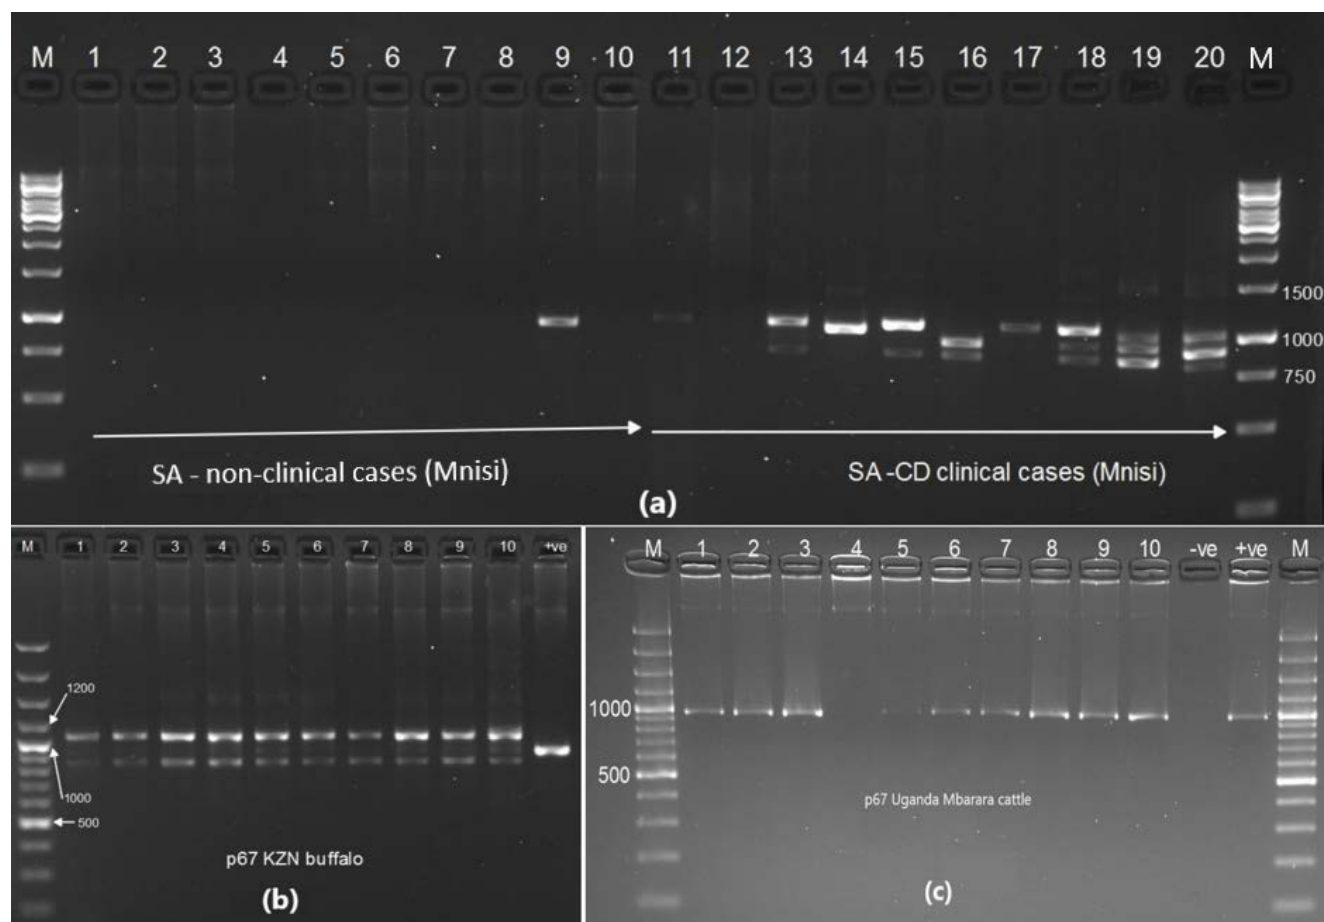 M 1 2 3 4 5 6 7 8 9 10 11 12 13 14 15 16 17 18 19 20 M
1500
1000
750
SA - non-clinical cases (Mnisi)
SA -CD clinical cases (Mnisi)
(a)
M 1 2 3 4 5 6 7 8 9 10 +ve
1200
1000
500
p67 KZN buffalo
(b)
M 1 2 3 4 5 6 7 8 9 10 -ve +ve M
1000
500
p67 Uganda Mbarara cattle
(c)